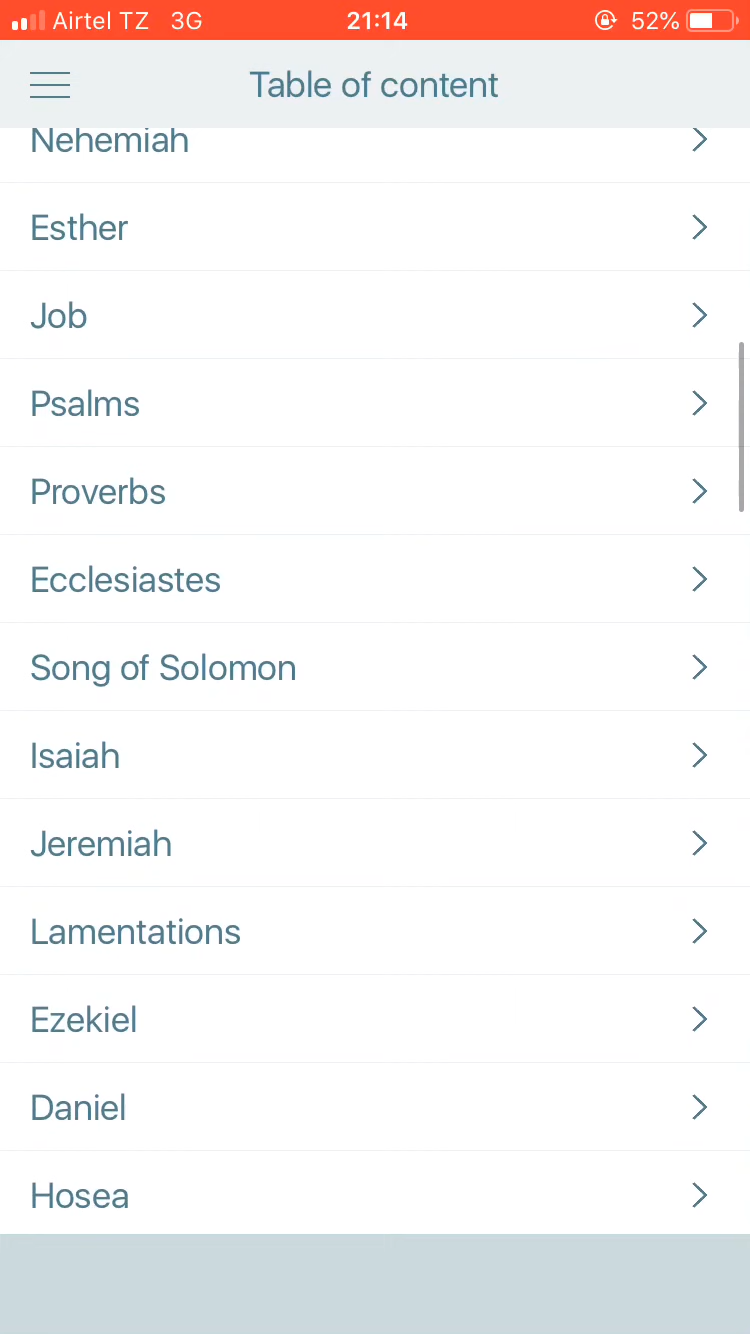 Airtel TZ 3G 21:14 52%
Table of content
Nehemiah
Esther
Job
Psalms
Proverbs
Ecclesiastes
Song of Solomon
Isaiah
Jeremiah
Lamentations
Ezekiel
Daniel
Hosea